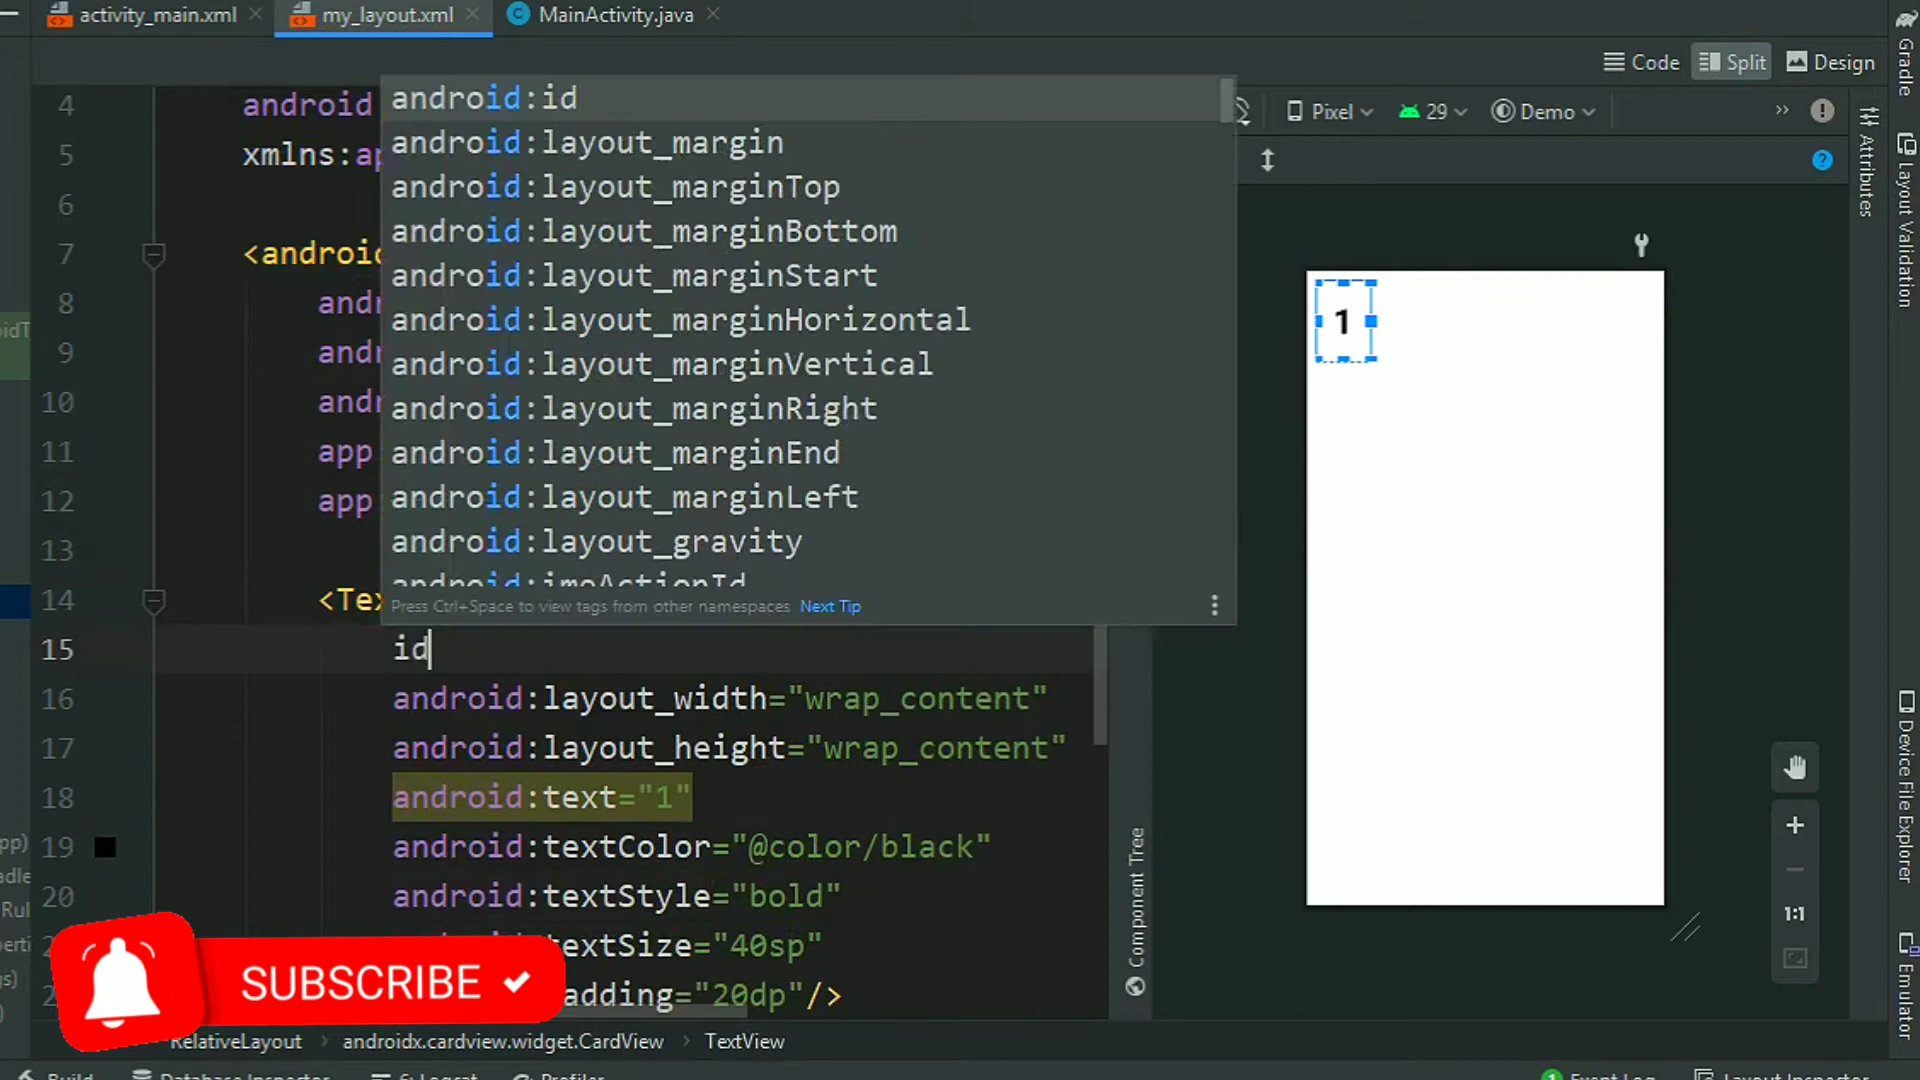 activity_main.xml my_layout.xml MainActivity.java
Code Split Design
Pixel 29 Demo
4 android
5 xmlns:ap
6
7 <android
8 andr
9 andr
10 andr
11 app
12 app
13
14 <Tex
android:id
android:layout_margin
android:layout_marginTop
android:layout_marginBottom
android:layout_marginStart
android:layout_marginHorizontal
android:layout_marginVertical
android:layout_marginRight
android:layout_marginEnd
android:layout_marginLeft
android:layout_gravity
android:imeActionId
Press Ctrl+Space to view tags from other namespaces Next Tip
15 id
16 android:layout_width="wrap_content"
17 android:layout_height="wrap_content"
18 android:text="1"
19 android:textColor="@color/black"
20 android:textStyle="bold"
extSize="40sp"
adding="20dp"/>
SUBSCRIBE
RelativeLayout androidx.cardview.widget.CardView TextView
Build Database Inspector 6: Logcat Profiler
Event Log Layout Inspector
Component Tree
1
1:1
Gradle
Attributes
Layout Validation
Device File Explorer
Emulator